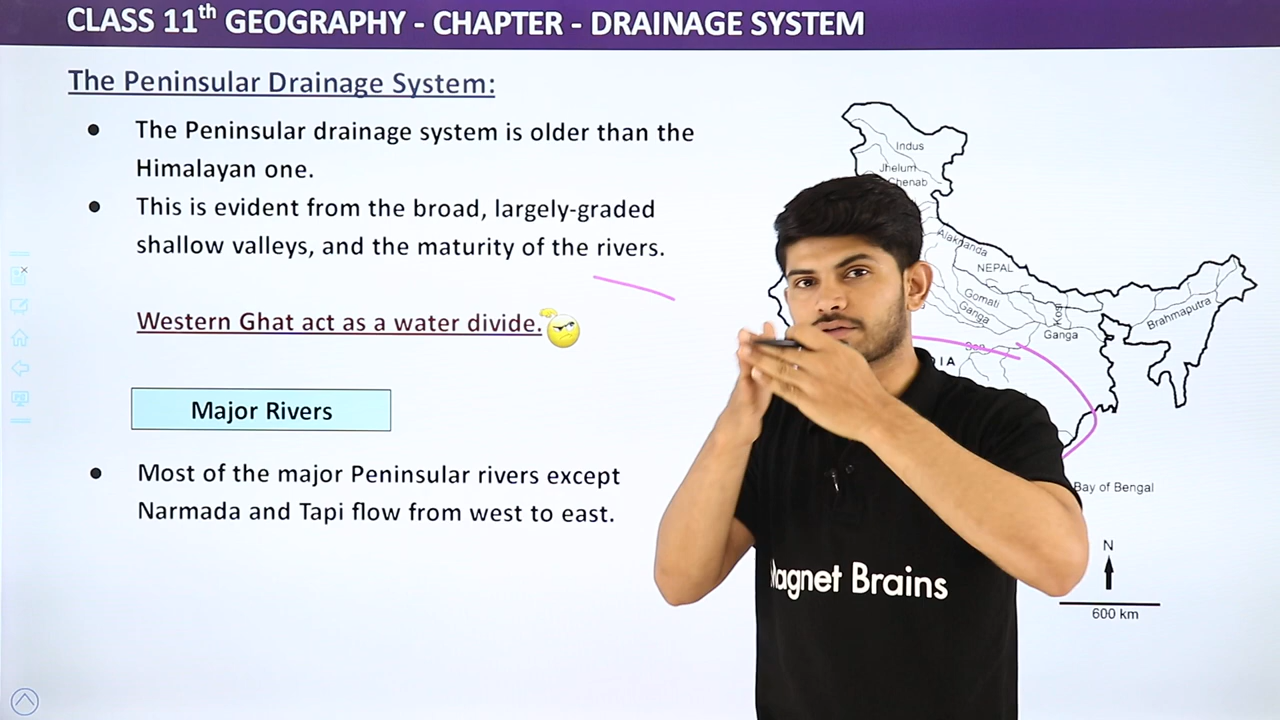 CLASS 11th GEOGRAPHY - CHAPTER - DRAINAGE SYSTEM
The Peninsular Drainage System:
● The Peninsular drainage system is older than the
Himalayan one.
● This is evident from the broad, largely-graded
shallow valleys, and the maturity of the rivers.
Western Ghat act as a water divide.
Major Rivers
● Most of the major Peninsular rivers except
Narmada and Tapi flow from west to east.
Indus
Jhelum
Chenab
Alaknanda
NEPAL
Gomati
Ganga
Kosi
Brahmaputra
Ganga
Son
DIA
Bay of Bengal
N
600 km
Magnet Brains